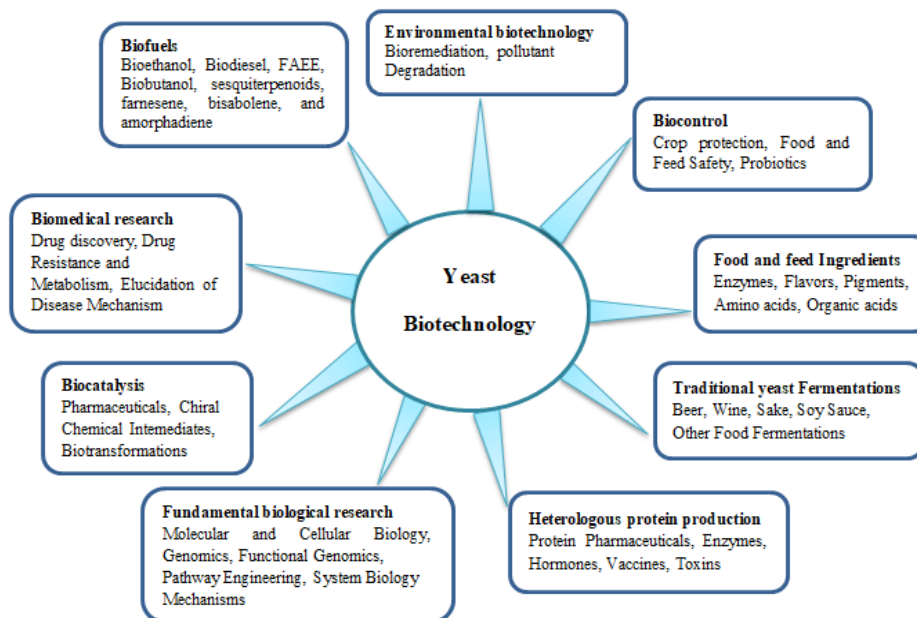 Biofuels
Bioethanol, Biodiesel, FAEE,
Biobutanol, sesquiterpenoids,
farnesene, bisabolene, and
amorphadiene
Environmental biotechnology
Bioremediation, pollutant
Degradation
Biocontrol
Crop protection, Food and
Feed Safety, Probiotics
Biomedical research
Drug discovery, Drug
Resistance and
Metabolism, Elucidation of
Disease Mechanism
Yeast
Biotechnology
Food and feed Ingredients
Enzymes, Flavors, Pigments,
Amino acids, Organic acids
Biocatalysis
Pharmaceuticals, Chiral
Chemical Intemediates,
Biotransformations
Traditional yeast Fermentations
Beer, Wine, Sake, Soy Sauce,
Other Food Fermentations
Fundamental biological research
Molecular and Cellular Biology,
Genomics, Functional Genomics,
Pathway Engineering, System Biology
Mechanisms
Heterologous protein production
Protein Pharmaceuticals, Enzymes,
Hormones, Vaccines, Toxins